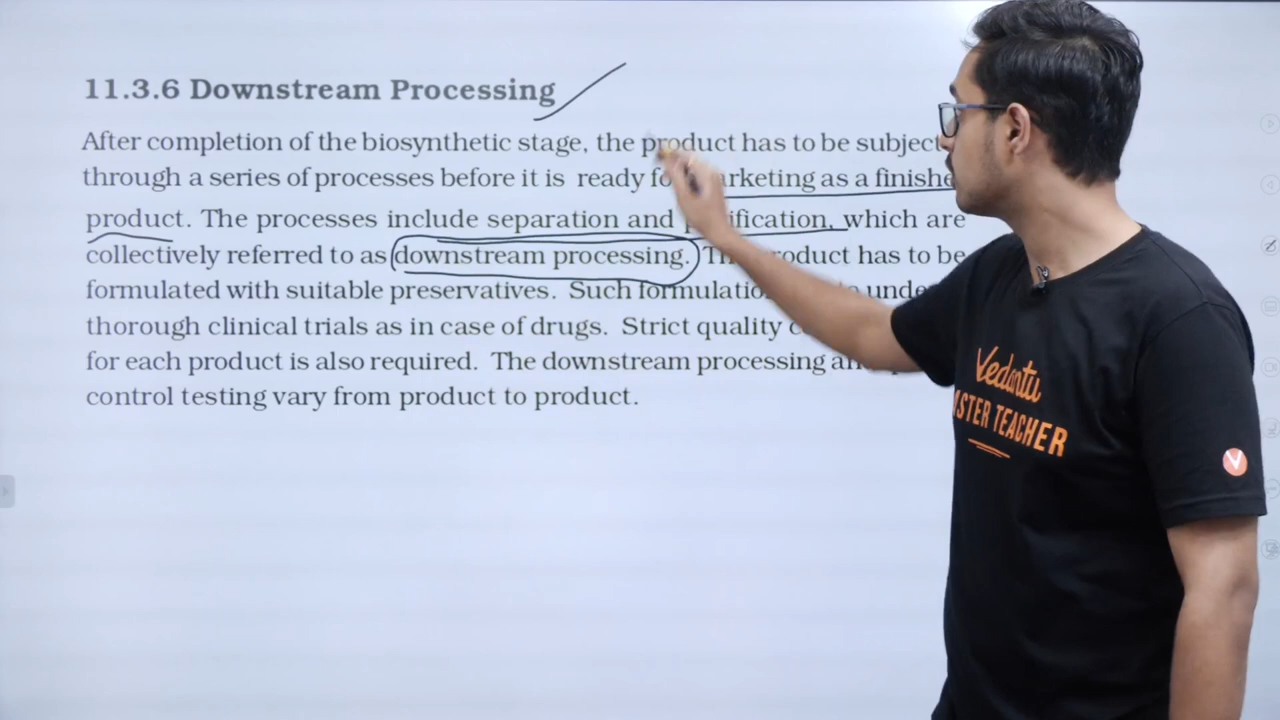 11.3.6 Downstream Processing
After completion of the biosynthetic stage, the product has to be subject
through a series of processes before it is ready fo rketing as a finishe
product. The processes include separation and ification, which are
collectively referred to as downstream processing. Th roduct has to be
formulated with suitable preservatives. Such formulatio unde
thorough clinical trials as in case of drugs. Strict quality c
for each product is also required. The downstream processing an
control testing vary from product to product.
Vedantu
STER TEACHER
V